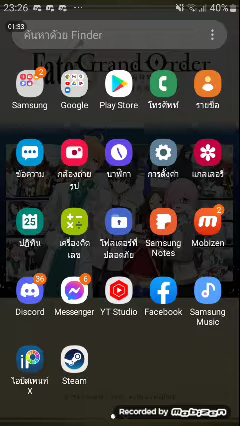 23:26
40%
01:33
ค้นหาด้วย Finder
Fate/Grand Order
2
Samsung
Google
Play Store
โทรศัพท์
รายชื่อ
ข้อความ
กล้องถ่าย
รูป
นาฬิกา
การตั้งค่า
แกลเลอรี่
25
2
ปฏิทิน
เครื่องคิด
เลข
โฟลเดอร์ที่
ปลอดภัย
Samsung
Notes
Mobizen
36
6
Discord
Messenger
YT Studio
Facebook
Samsung
Music
ไอบิสเพนท์
X
Steam
Recorded by Mobizen